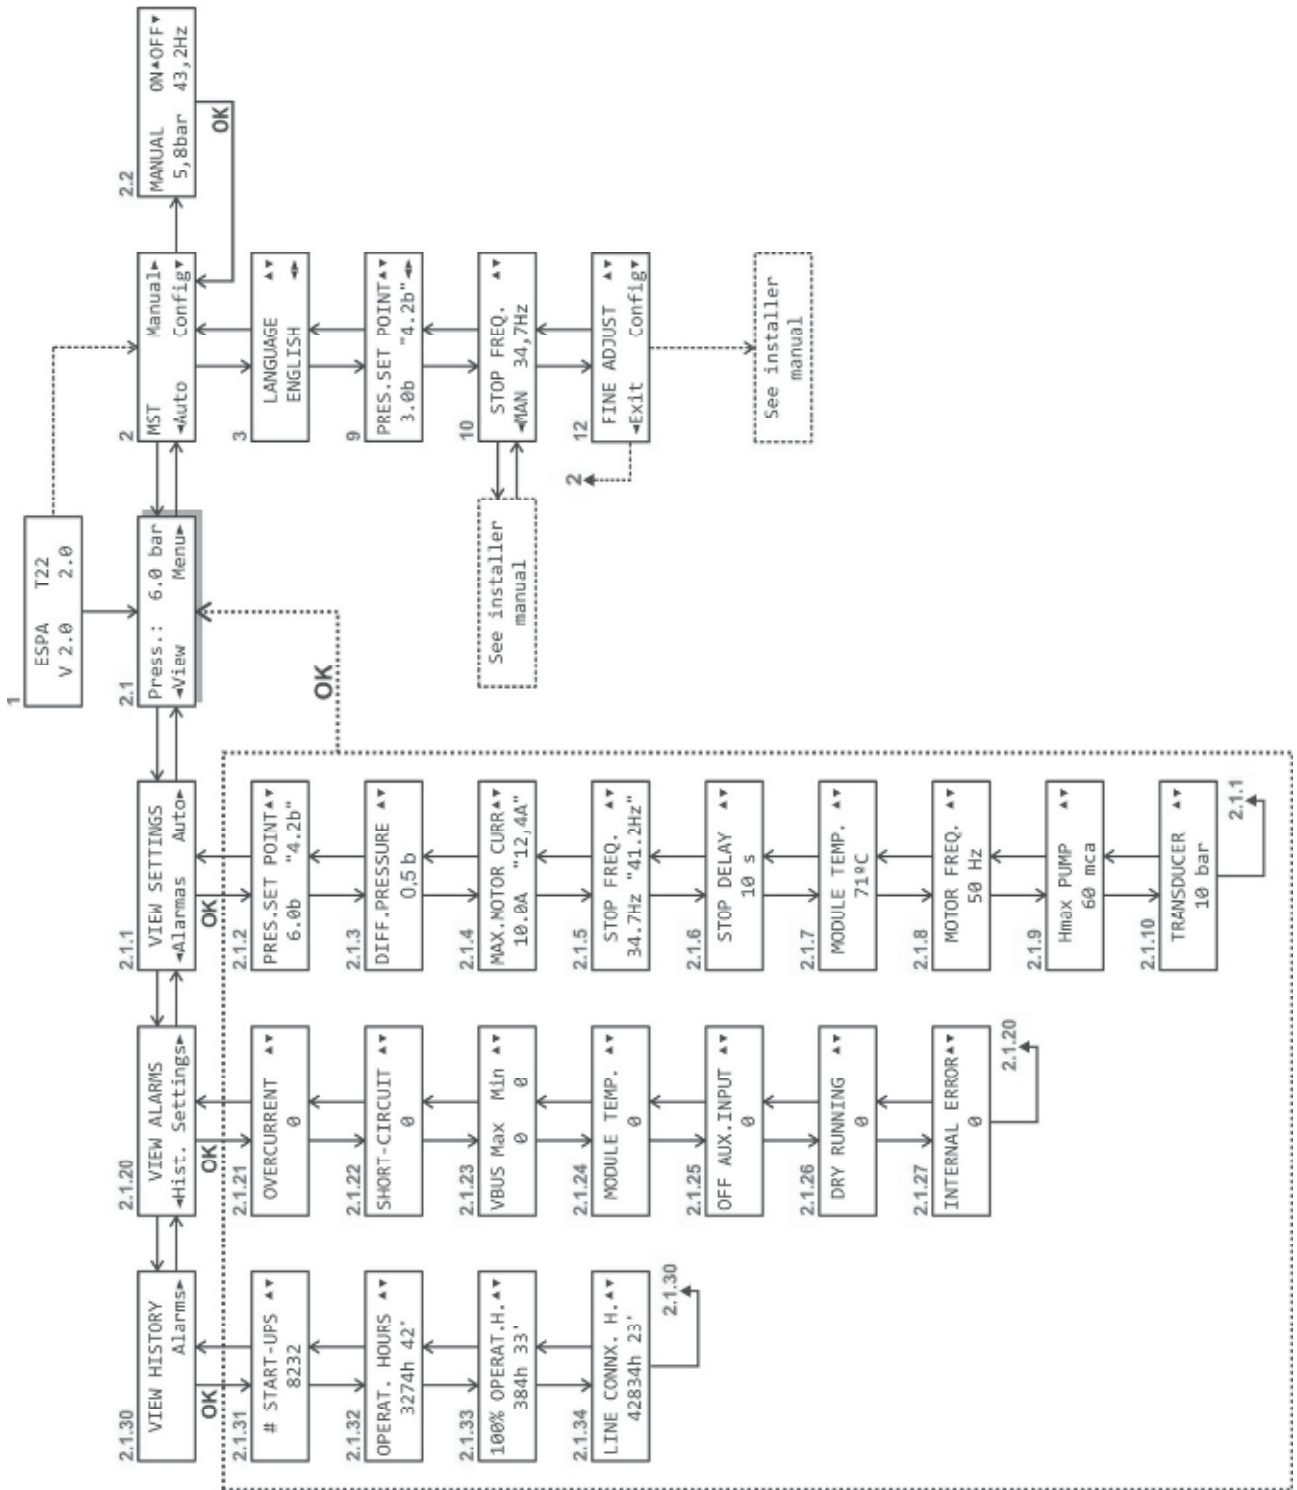 1
ESPA T22
V 2.0 2.0
2.1.30
VIEW HISTORY
Alarms►
2.1.20
VIEW ALARMS
◄Hist. Settings►
2.1.1
VIEW SETTINGS
◄Alarmas Auto►
2.1
Press.: 6.0 bar
◄View Menu►
2
MST Manual►
◄Auto Config▼
2.2
MANUAL ON▲OFF▼
5,8bar 43,2Hz
OK
OK
OK
OK
OK
2.1.31
# START-UPS ▲▼
8232
2.1.32
OPERAT. HOURS ▲▼
3274h 42'
2.1.33
100% OPERAT.H.▲▼
384h 33'
2.1.34
LINE CONNX. H.▲▼
42834h 23'
2.1.30
2.1.21
OVERCURRENT ▲▼
0
2.1.22
SHORT-CIRCUIT ▲▼
0
2.1.23
VBUS Max Min ▲▼
0 0
2.1.24
MODULE TEMP. ▲▼
0
2.1.25
OFF AUX.INPUT ▲▼
0
2.1.26
DRY RUNNING ▲▼
0
2.1.27
INTERNAL ERROR▲▼
0
2.1.20
2.1.2
PRES.SET POINT▲▼
6.0b "4.2b"
2.1.3
DIFF.PRESSURE ▲▼
0,5 b
2.1.4
MAX.MOTOR CURR▲▼
10.0A "12,4A"
2.1.5
STOP FREQ. ▲▼
34.7Hz "41.2Hz"
2.1.6
STOP DELAY ▲▼
10 s
2.1.7
MODULE TEMP. ▲▼
71ºC
2.1.8
MOTOR FREQ. ▲▼
50 Hz
2.1.9
Hmax PUMP ▲▼
60 mca
2.1.10
TRANSDUCER ▲▼
10 bar
2.1.1
3
LANGUAGE ▲▼
ENGLISH ◄►
9
PRES.SET POINT▲▼
3.0b "4.2b"◄►
10
STOP FREQ. ▲▼
◄MAN 34,7Hz
See installer
manual
12
FINE ADJUST ▲▼
◄Exit Config▼
2
See installer
manual